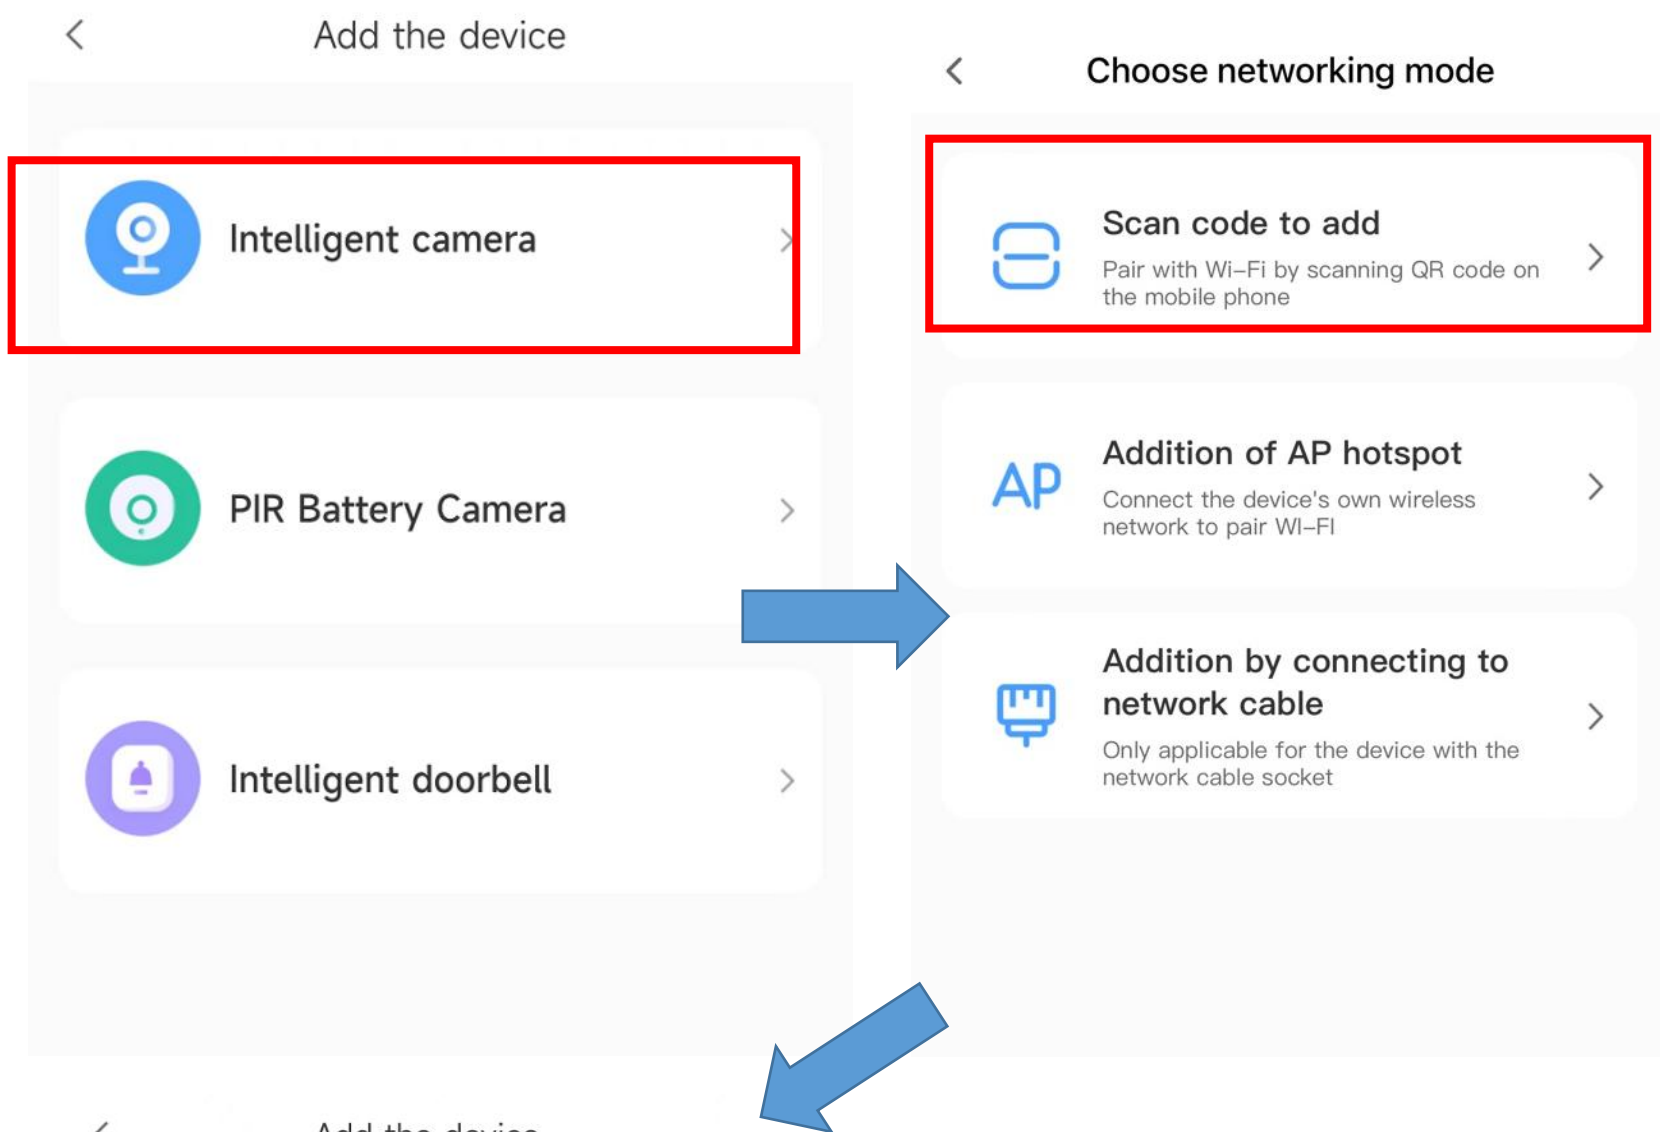 Add the device
Intelligent camera
PIR Battery Camera
Intelligent doorbell
Choose networking mode
Scan code to add
Pair with Wi–Fi by scanning QR code on
the mobile phone
AP
Addition of AP hotspot
Connect the device's own wireless
network to pair WI–FI
Addition by connecting to
network cable
Only applicable for the device with the
network cable socket
Add the device